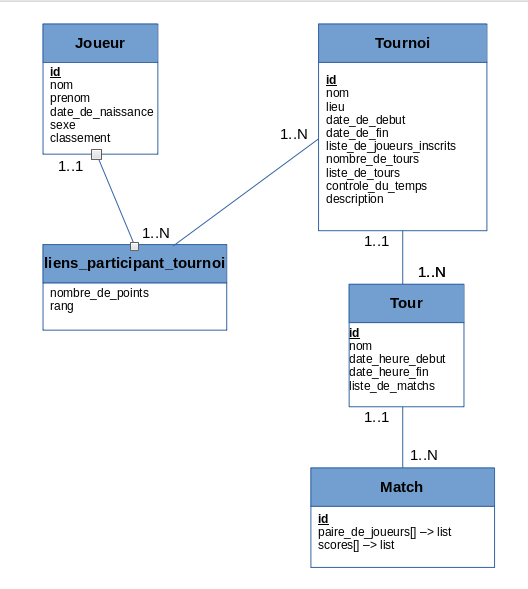 Joueur
id
nom
prenom
date_de_naissance
sexe
classement
1..1
1..N
liens_participant_tournoi
nombre_de_points
rang
Tournoi
id
nom
lieu
date_de_debut
date_de_fin
liste_de_joueurs_inscrits
nombre_de_tours
liste_de_tours
controle_du_temps
description
1..N
1..1
1..N
Tour
id
nom
date_heure_debut
date_heure_fin
liste_de_matchs
1..1
1..N
Match
id
paire_de_joueurs[] –> list
scores[] –> list